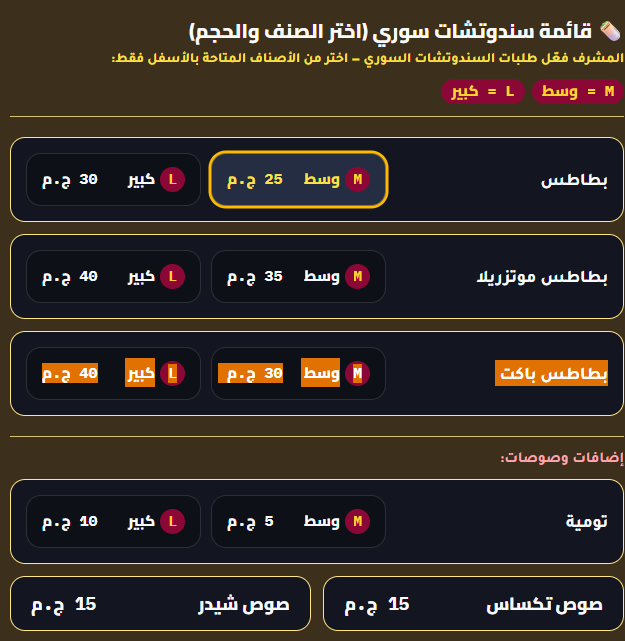 قائمة سندوتشات سوري (اختر الصنف والحجم)
المشرف فعّل طلبات السندوتشات السوري – اختر من الأصناف المتاحة بالأسفل فقط:
M = وسط L = كبير
بطاطس M وسط 25 ج.م L كبير 30 ج.م
بطاطس موتزريلا M وسط 35 ج.م L كبير 40 ج.م
بطاطس باكت M وسط 30 ج.م L كبير 40 ج.م
إضافات وصوصات:
تومية M وسط 5 ج.م L كبير 10 ج.م
صوص تكساس 15 ج.م صوص شيدر 15 ج.م